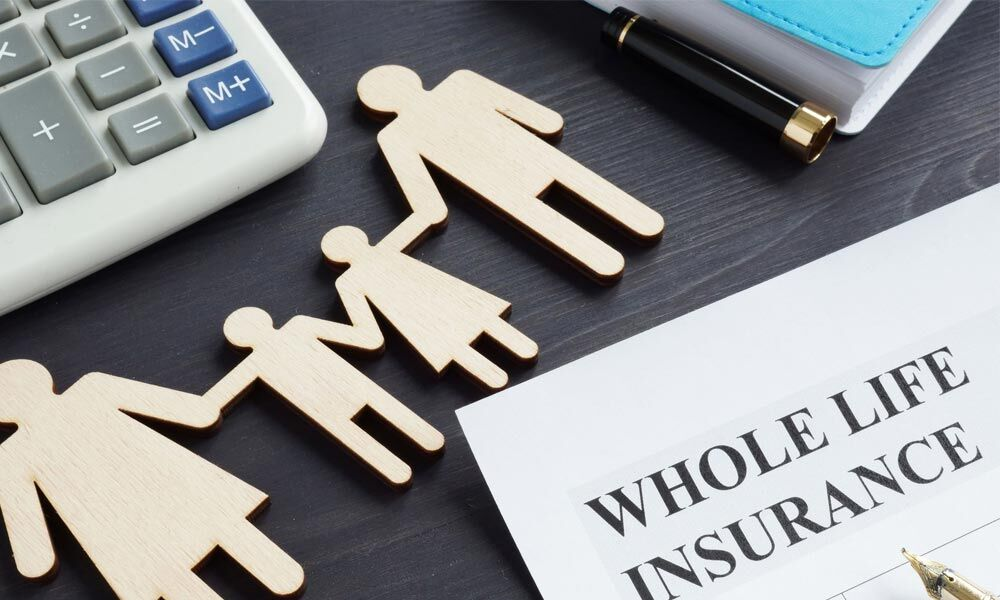 ÷
M−
×
−
M+
+
=
WHOLE LIFE
INSURANCE